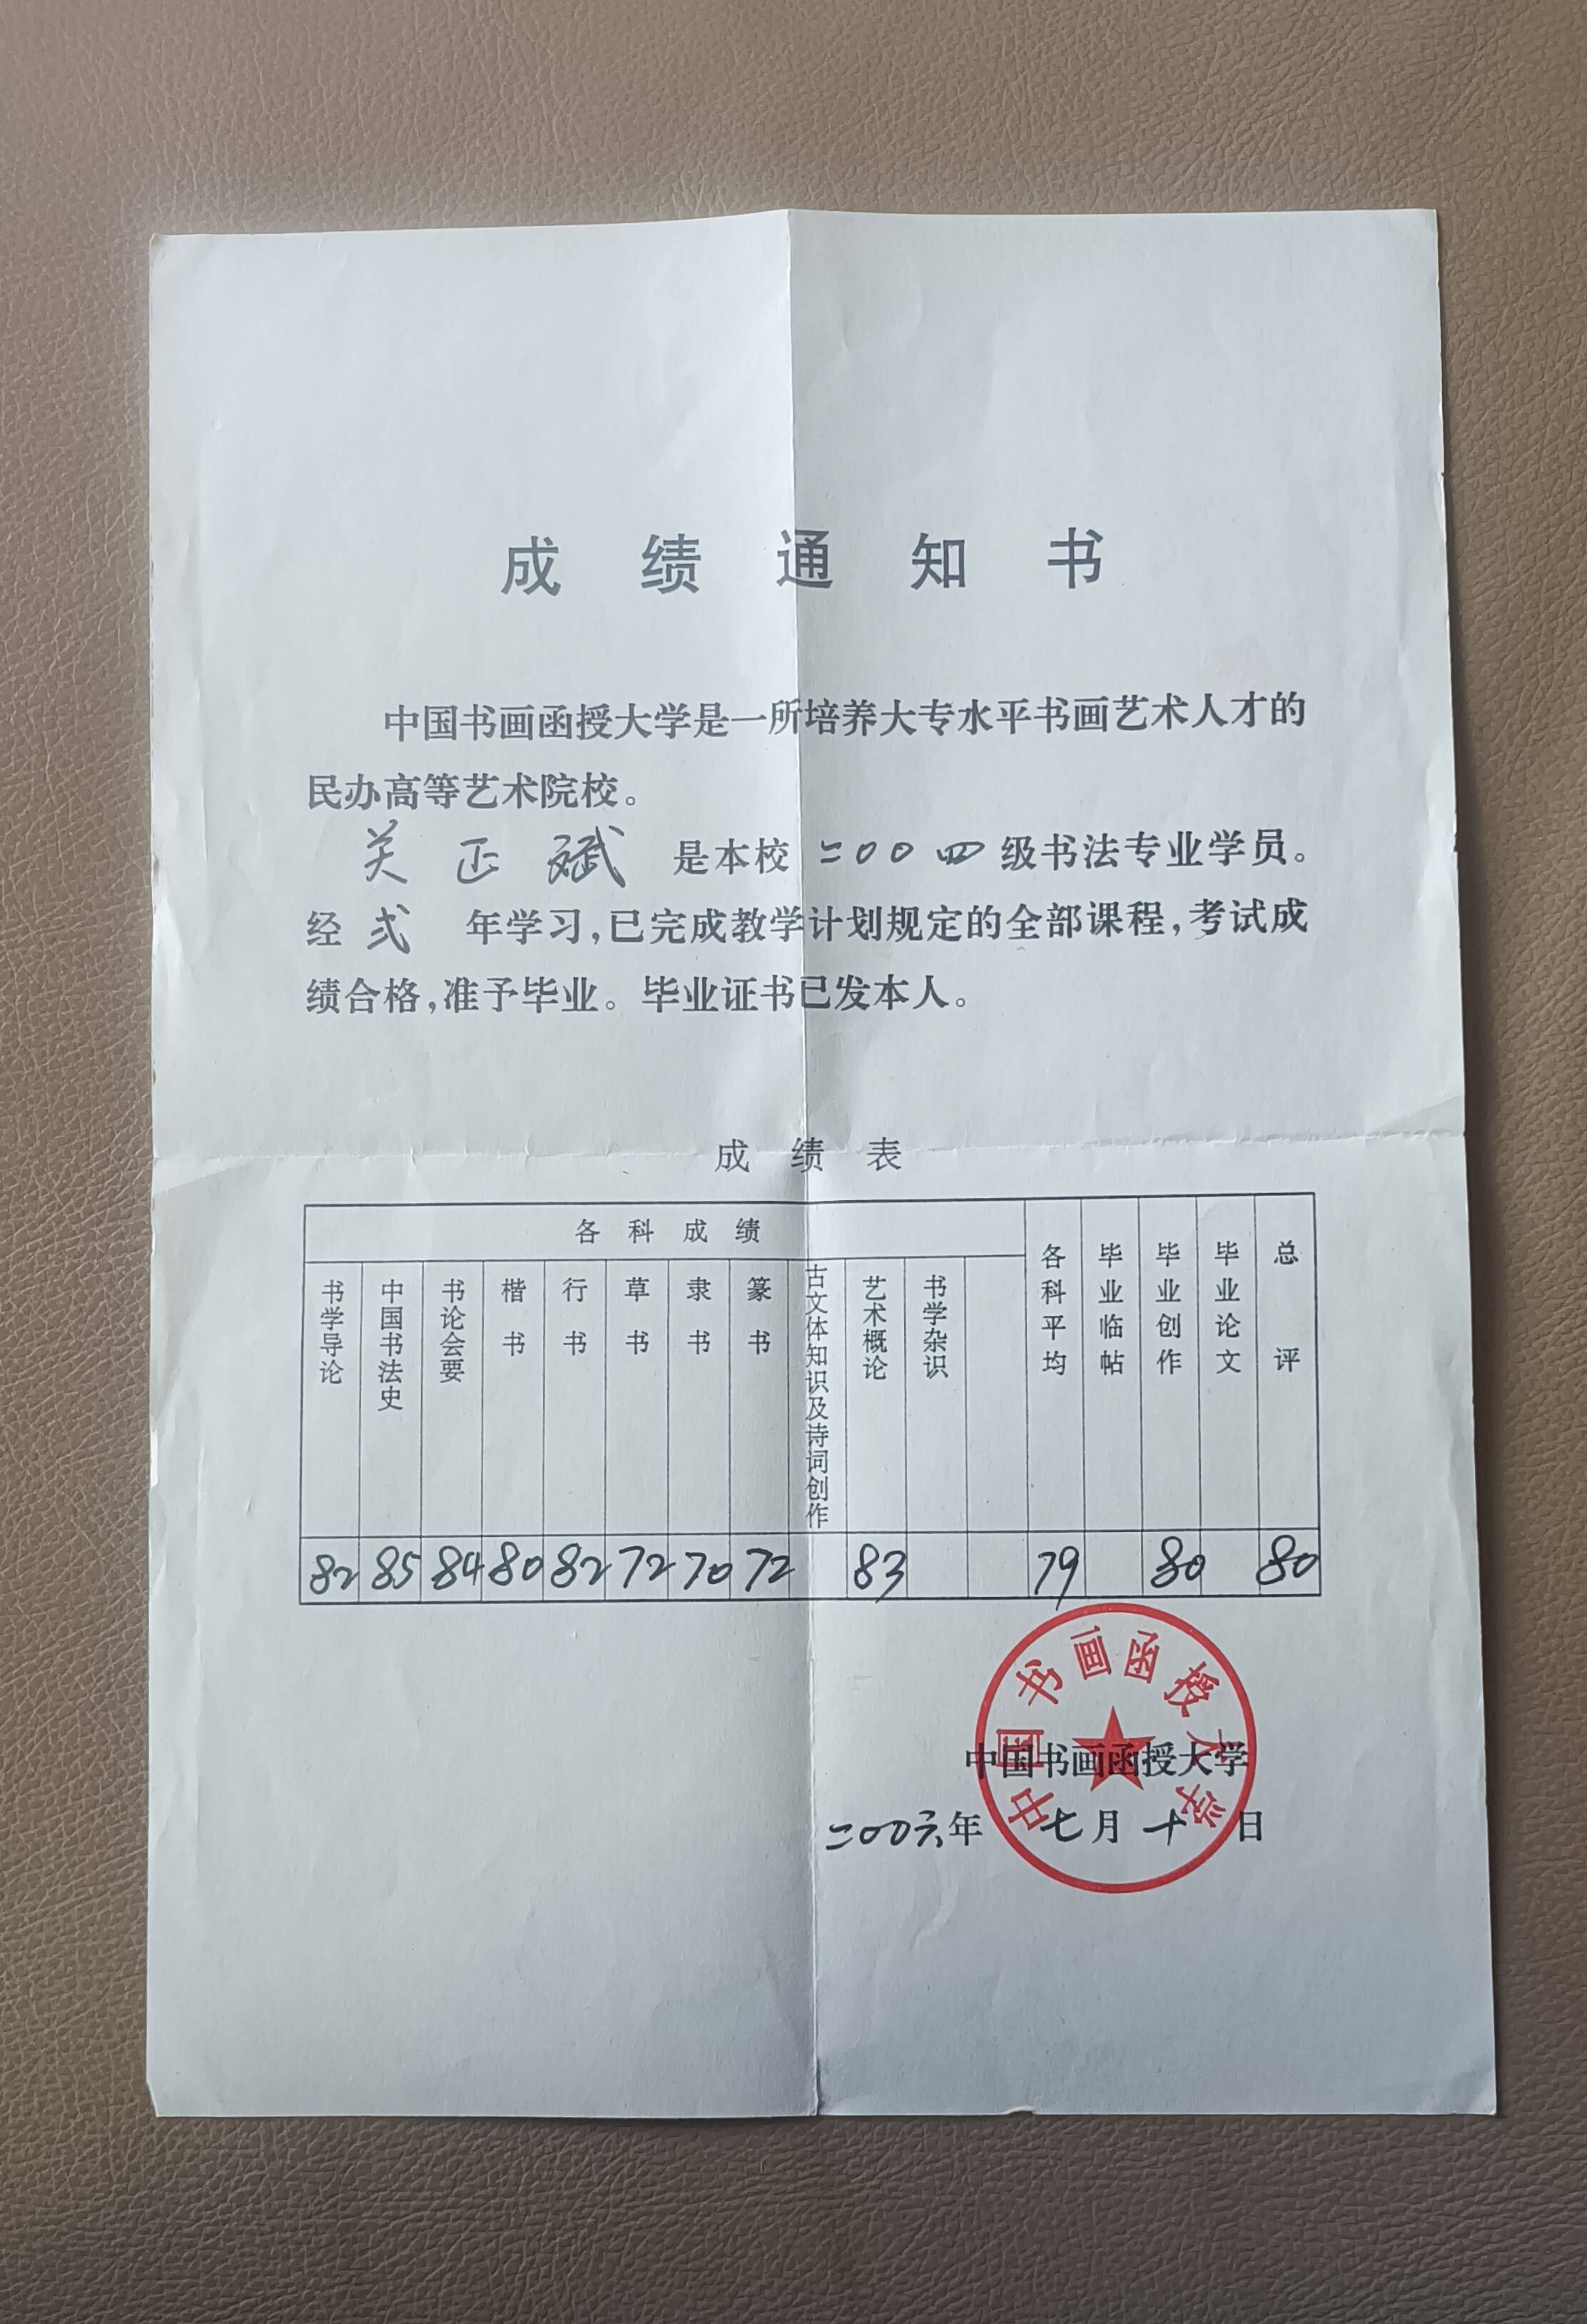 成绩通知书
中国书画函授大学是一所培养大专水平书画艺术人才的
民办高等艺术院校。
关正斌是本校二〇〇四级书法专业学员。
经弍年学习,已完成教学计划规定的全部课程,考试成
绩合格,准予毕业。毕业证书已发本人。
成绩表
各科成绩
书学导论 中国书法史 书论会要 楷书 行书 草书 隶书 篆书 古文体知识及诗词创作 艺术概论 书学杂识 各科平均 毕业临帖 毕业创作 毕业论文 总评
82 85 84 80 82 72 70 72 83 79 80 80
中国书画函授大学
中国书画函授大学
二〇〇六年七月十日